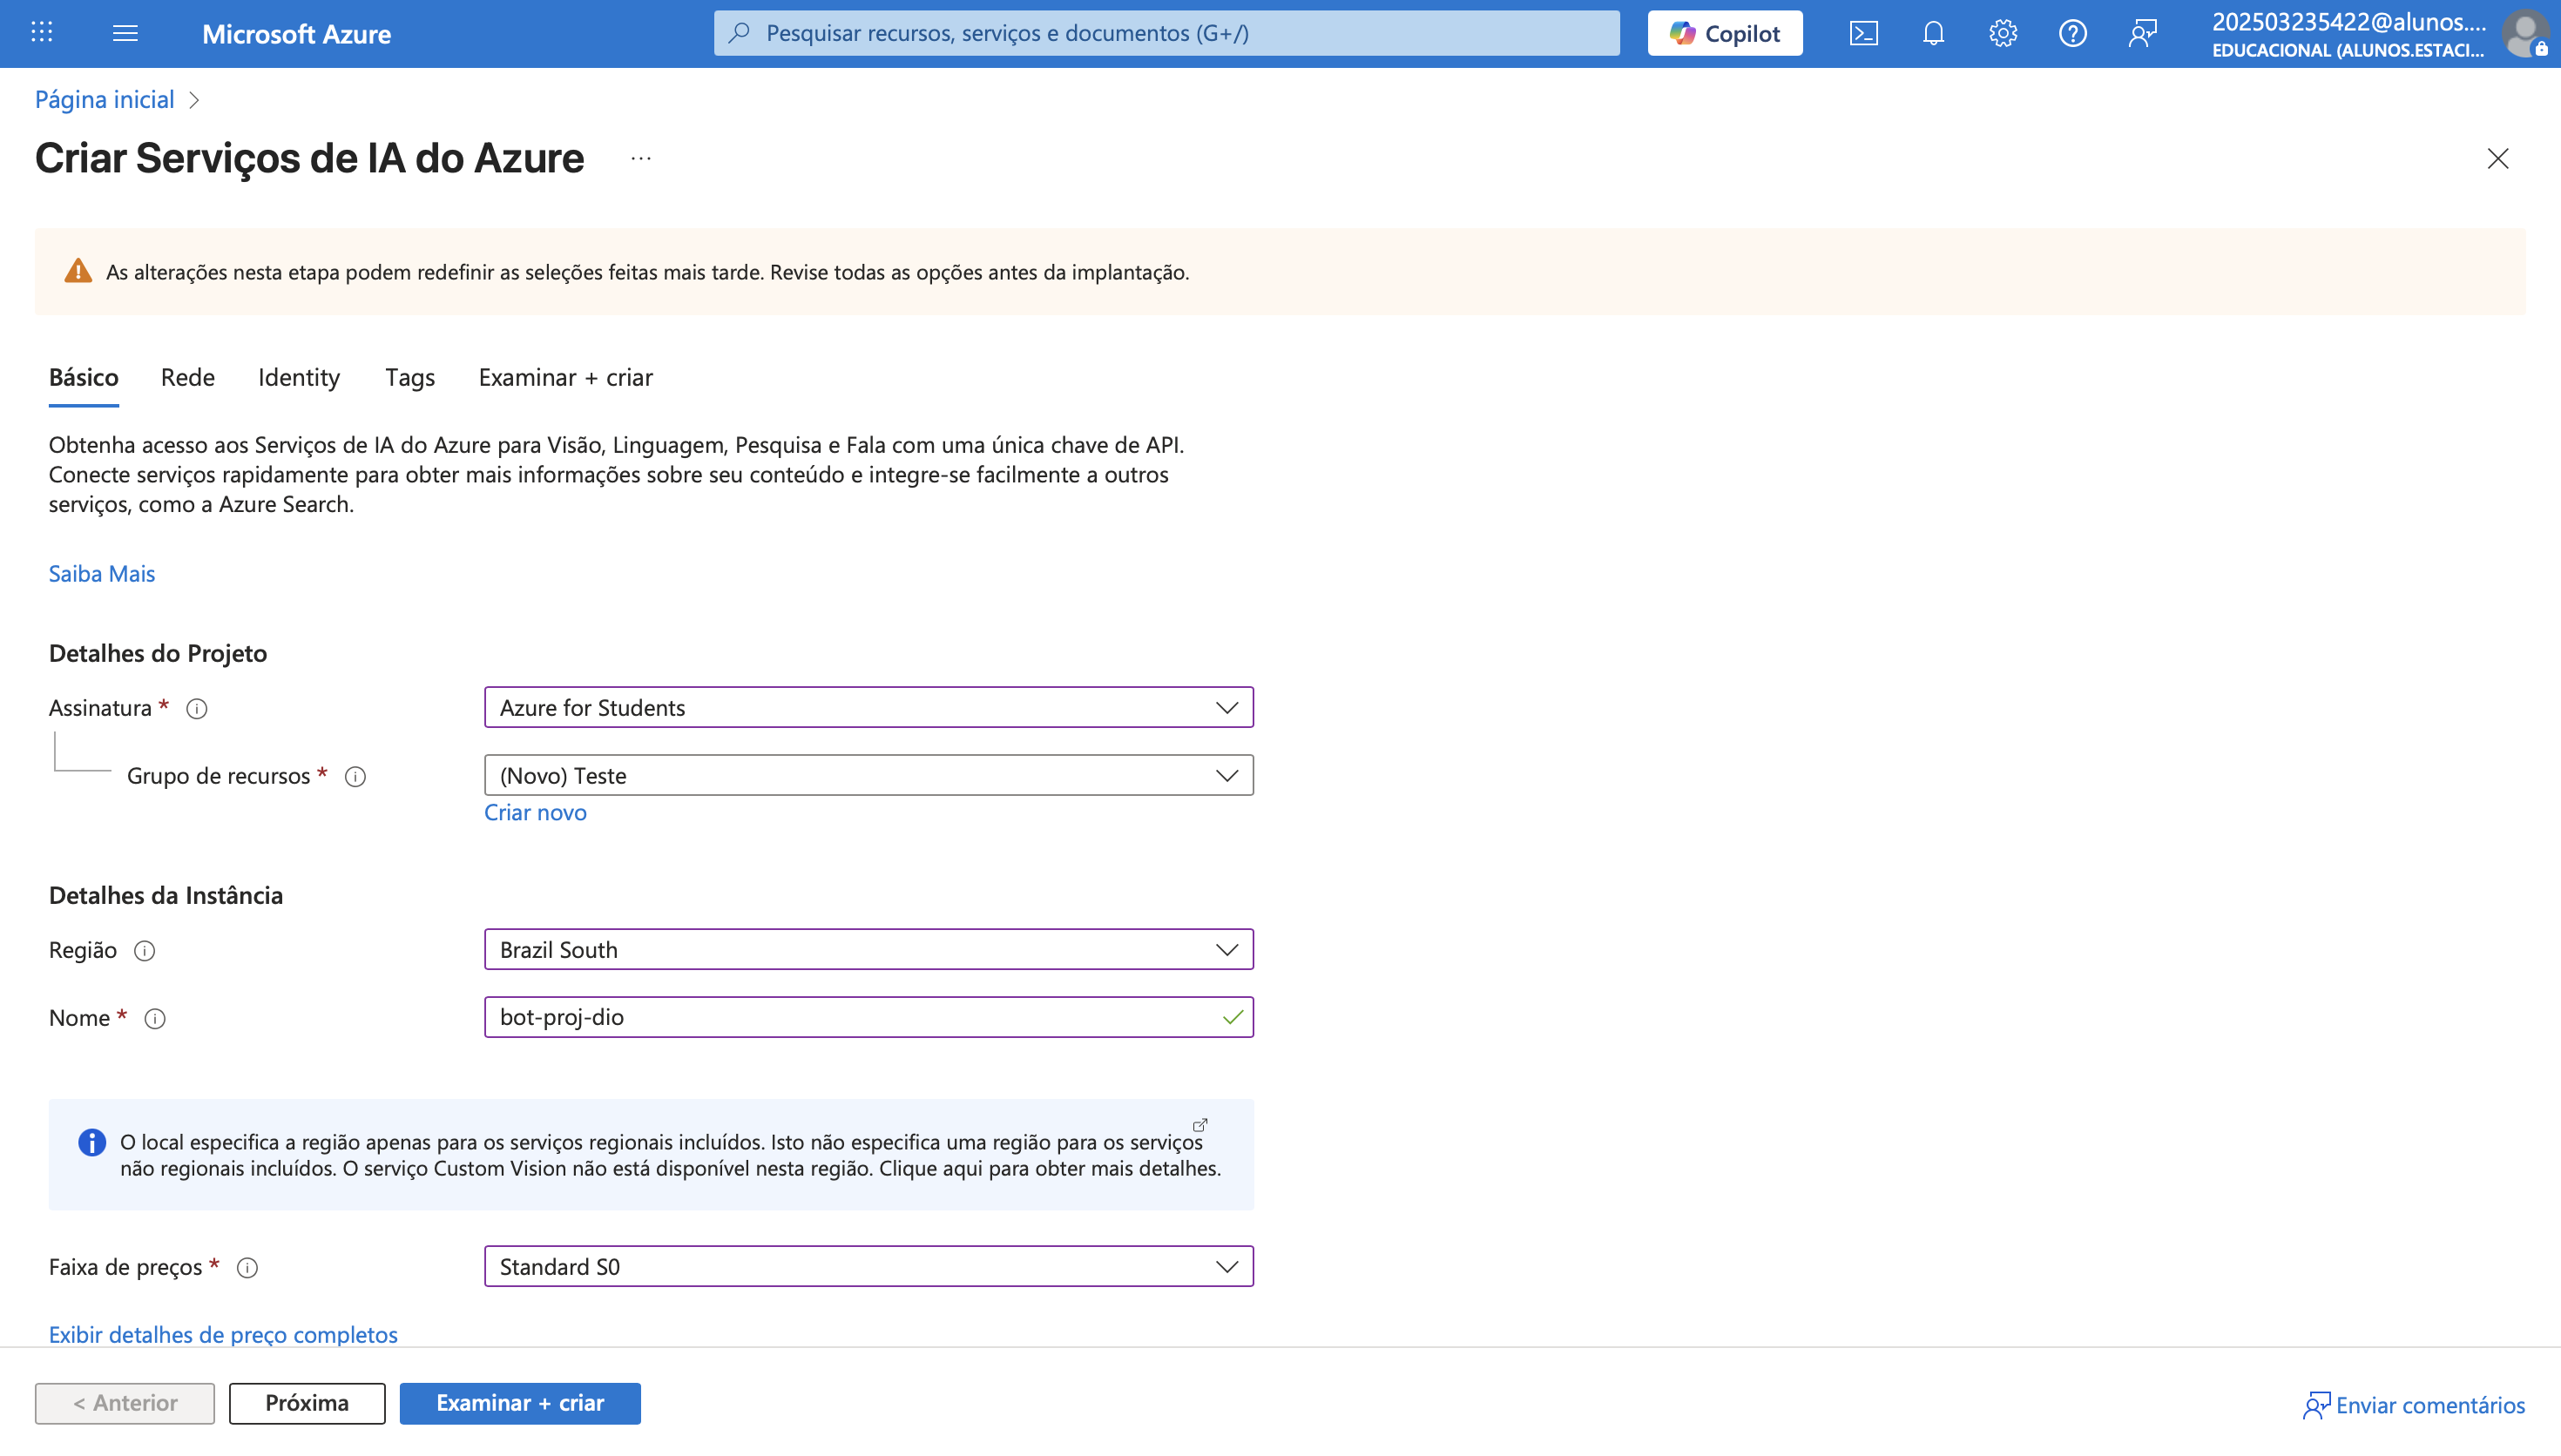 Microsoft Azure
Pesquisar recursos, serviços e documentos (G+/)
Copilot
202503235422@alunos....
EDUCACIONAL (ALUNOS.ESTACI...
Página inicial
Criar Serviços de IA do Azure
...
As alterações nesta etapa podem redefinir as seleções feitas mais tarde. Revise todas as opções antes da implantação.
Básico Rede Identity Tags Examinar + criar
Obtenha acesso aos Serviços de IA do Azure para Visão, Linguagem, Pesquisa e Fala com uma única chave de API.
Conecte serviços rapidamente para obter mais informações sobre seu conteúdo e integre-se facilmente a outros
serviços, como a Azure Search.
Saiba Mais
Detalhes do Projeto
Assinatura *
Azure for Students
Grupo de recursos *
(Novo) Teste
Criar novo
Detalhes da Instância
Região
Brazil South
Nome *
bot-proj-dio
O local especifica a região apenas para os serviços regionais incluídos. Isto não especifica uma região para os serviços
não regionais incluídos. O serviço Custom Vision não está disponível nesta região. Clique aqui para obter mais detalhes.
Faixa de preços *
Standard S0
Exibir detalhes de preço completos
< Anterior
Próxima
Examinar + criar
Enviar comentários